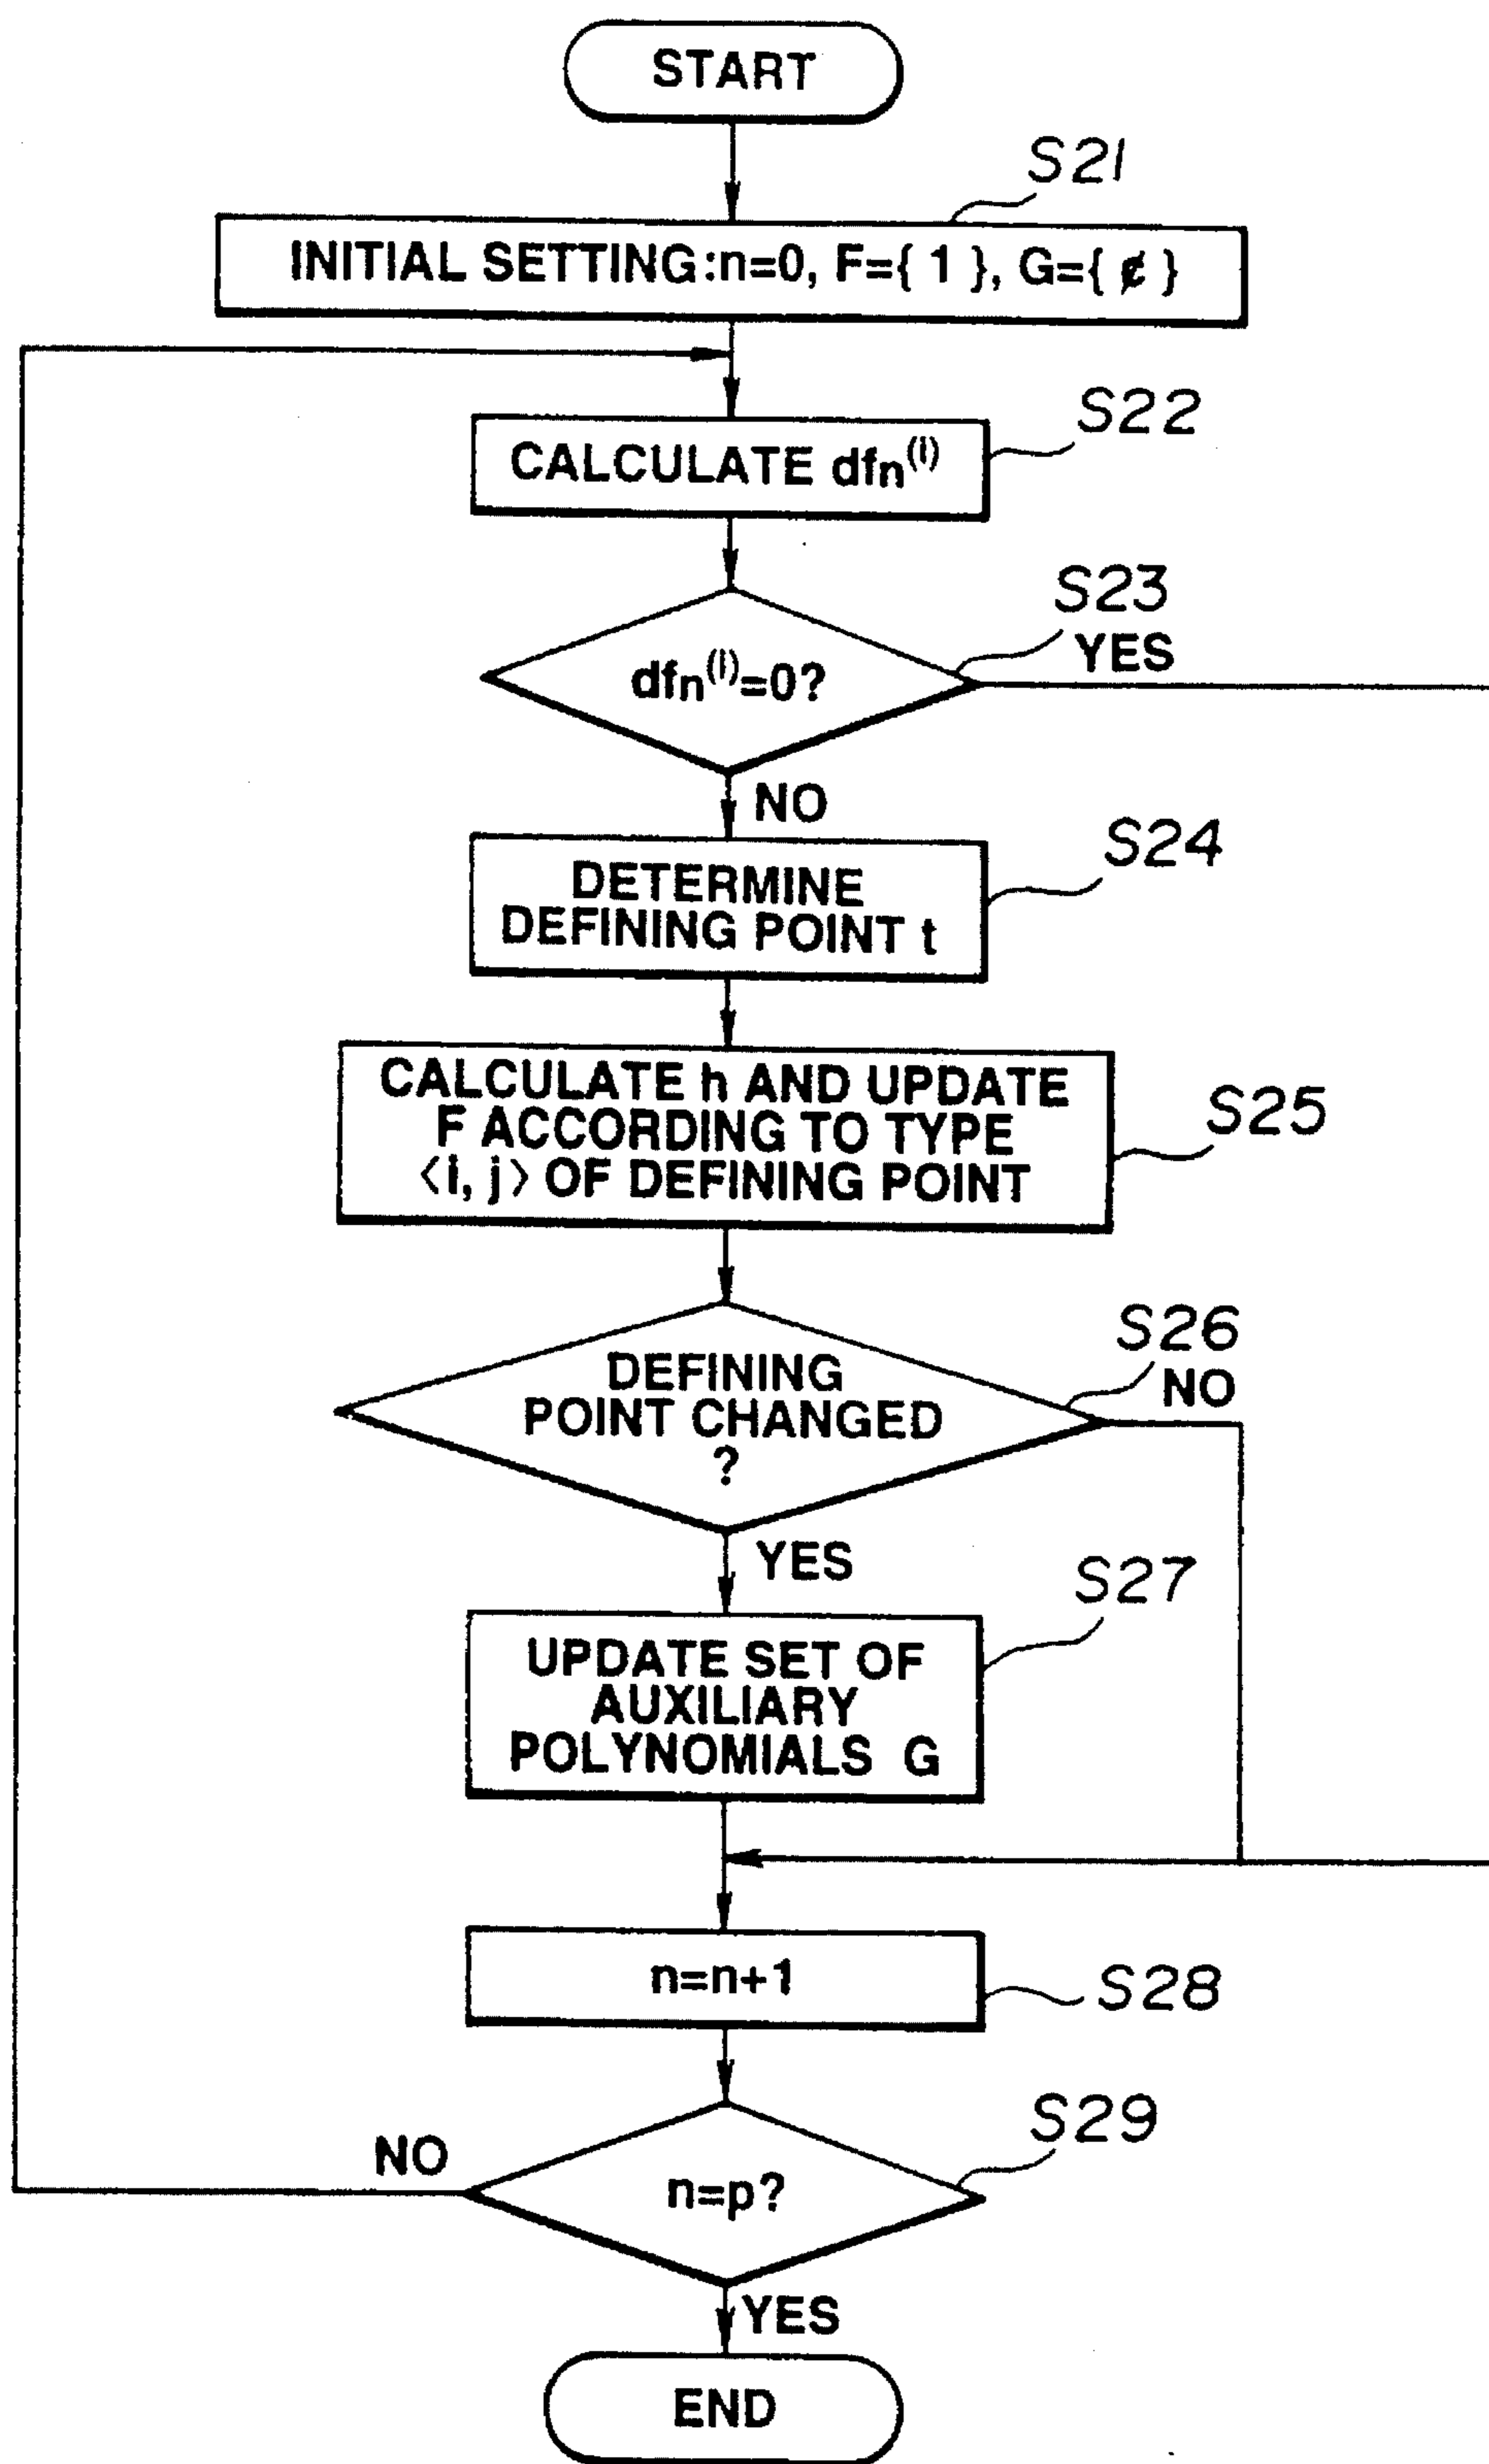 START
S21
INITIAL SETTING:n=0, F={ 1 }, G={ ¢ }
S22
CALCULATE dfn(i)
S23
YES
dfn(i)=0?
NO
S24
DETERMINE
DEFINING POINT t
CALCULATE h AND UPDATE
F ACCORDING TO TYPE
〈i, j〉 OF DEFINING POINT
S25
S26
NO
DEFINING
POINT CHANGED
?
YES
S27
UPDATE SET OF
AUXILIARY
POLYNOMIALS G
n=n+1
S28
S29
NO
n=p?
YES
END